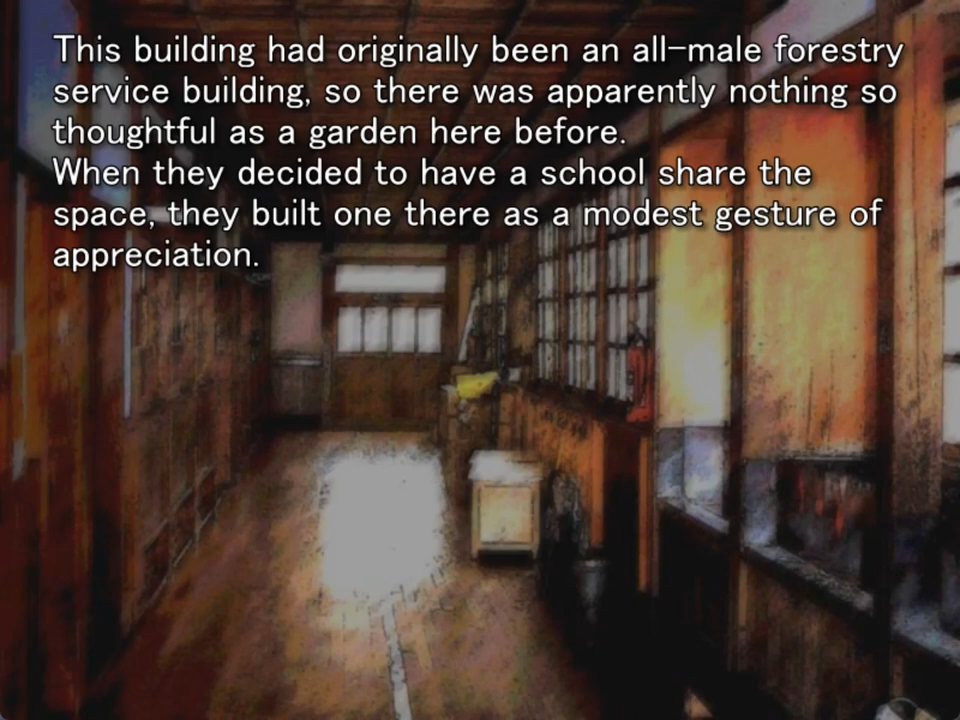 This building had originally been an all-male forestry
service building, so there was apparently nothing so
thoughtful as a garden here before.
When they decided to have a school share the
space, they built one there as a modest gesture of
appreciation.